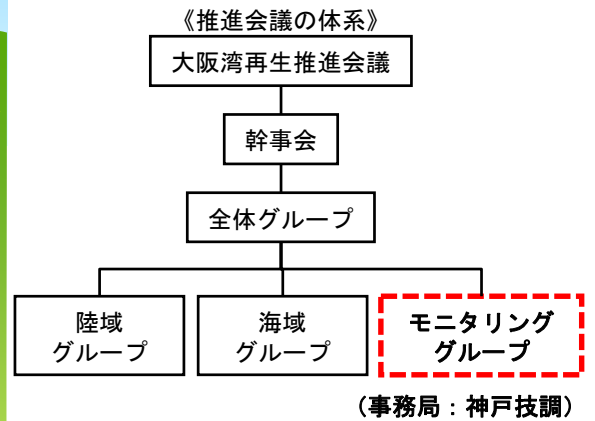 《推進会議の体系》
大阪湾再生推進会議
幹事会
全体グループ
陸域
グループ
海域
グループ
モニタリング
グループ
（事務局：神戸技調）